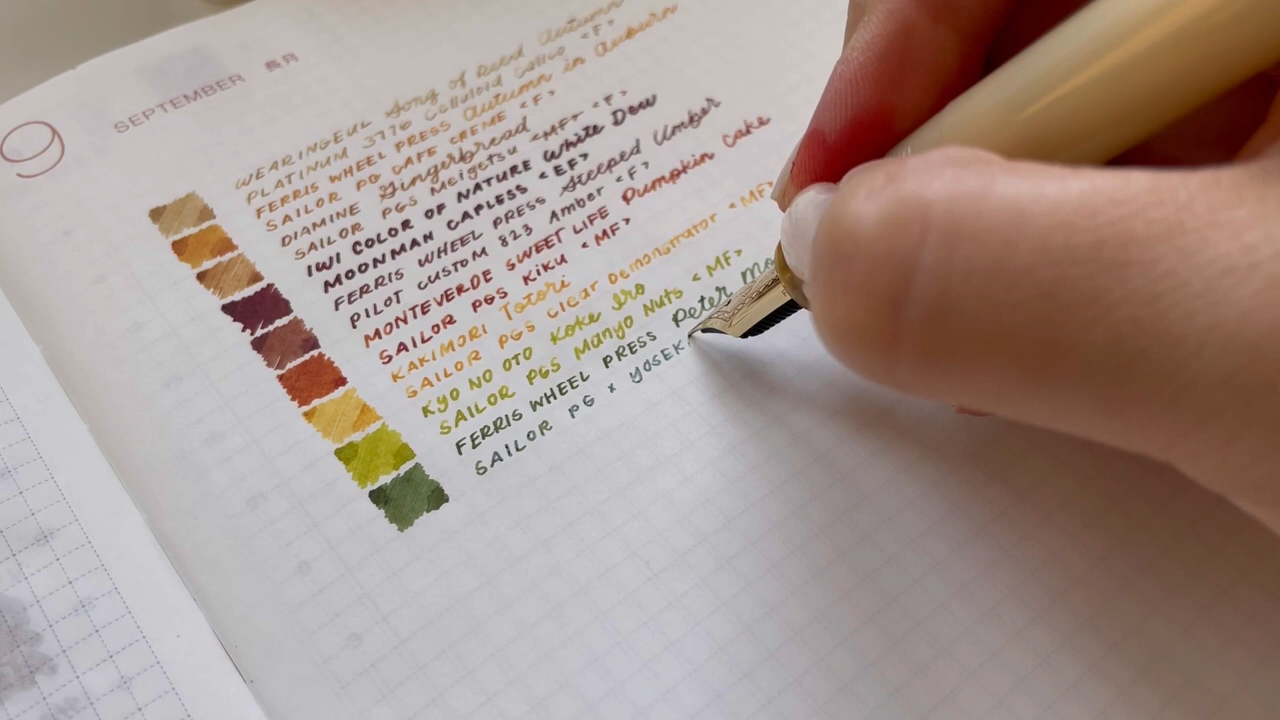 9
SEPTEMBER 長月
WEARINGEUL Song of Reed Autumn
PLATINUM 3776 Celluloid Calico <F>
FERRIS WHEEL PRESS Autumn in Auburn
SAILOR PG CAFE CREME <F>
DIAMINE Gingerbread
SAILOR PGS Meigetsu <MF> <F>
IWI COLOR OF NATURE White Dew
MOONMAN CAPLESS <EF>
FERRIS WHEEL PRESS Steeped Umber
PILOT CUSTOM 823 Amber <F>
MONTEVERDE SWEET LIFE Pumpkin Cake
SAILOR PGS KIKU <MF>
KAKIMORI Totori
SAILOR PGS Clear Demonstrator <MF>
KYO NO OTO Koke Iro
SAILOR PGS Manyo Nuts <MF>
FERRIS WHEEL PRESS Peter Mo
SAILOR PG x YOSEK